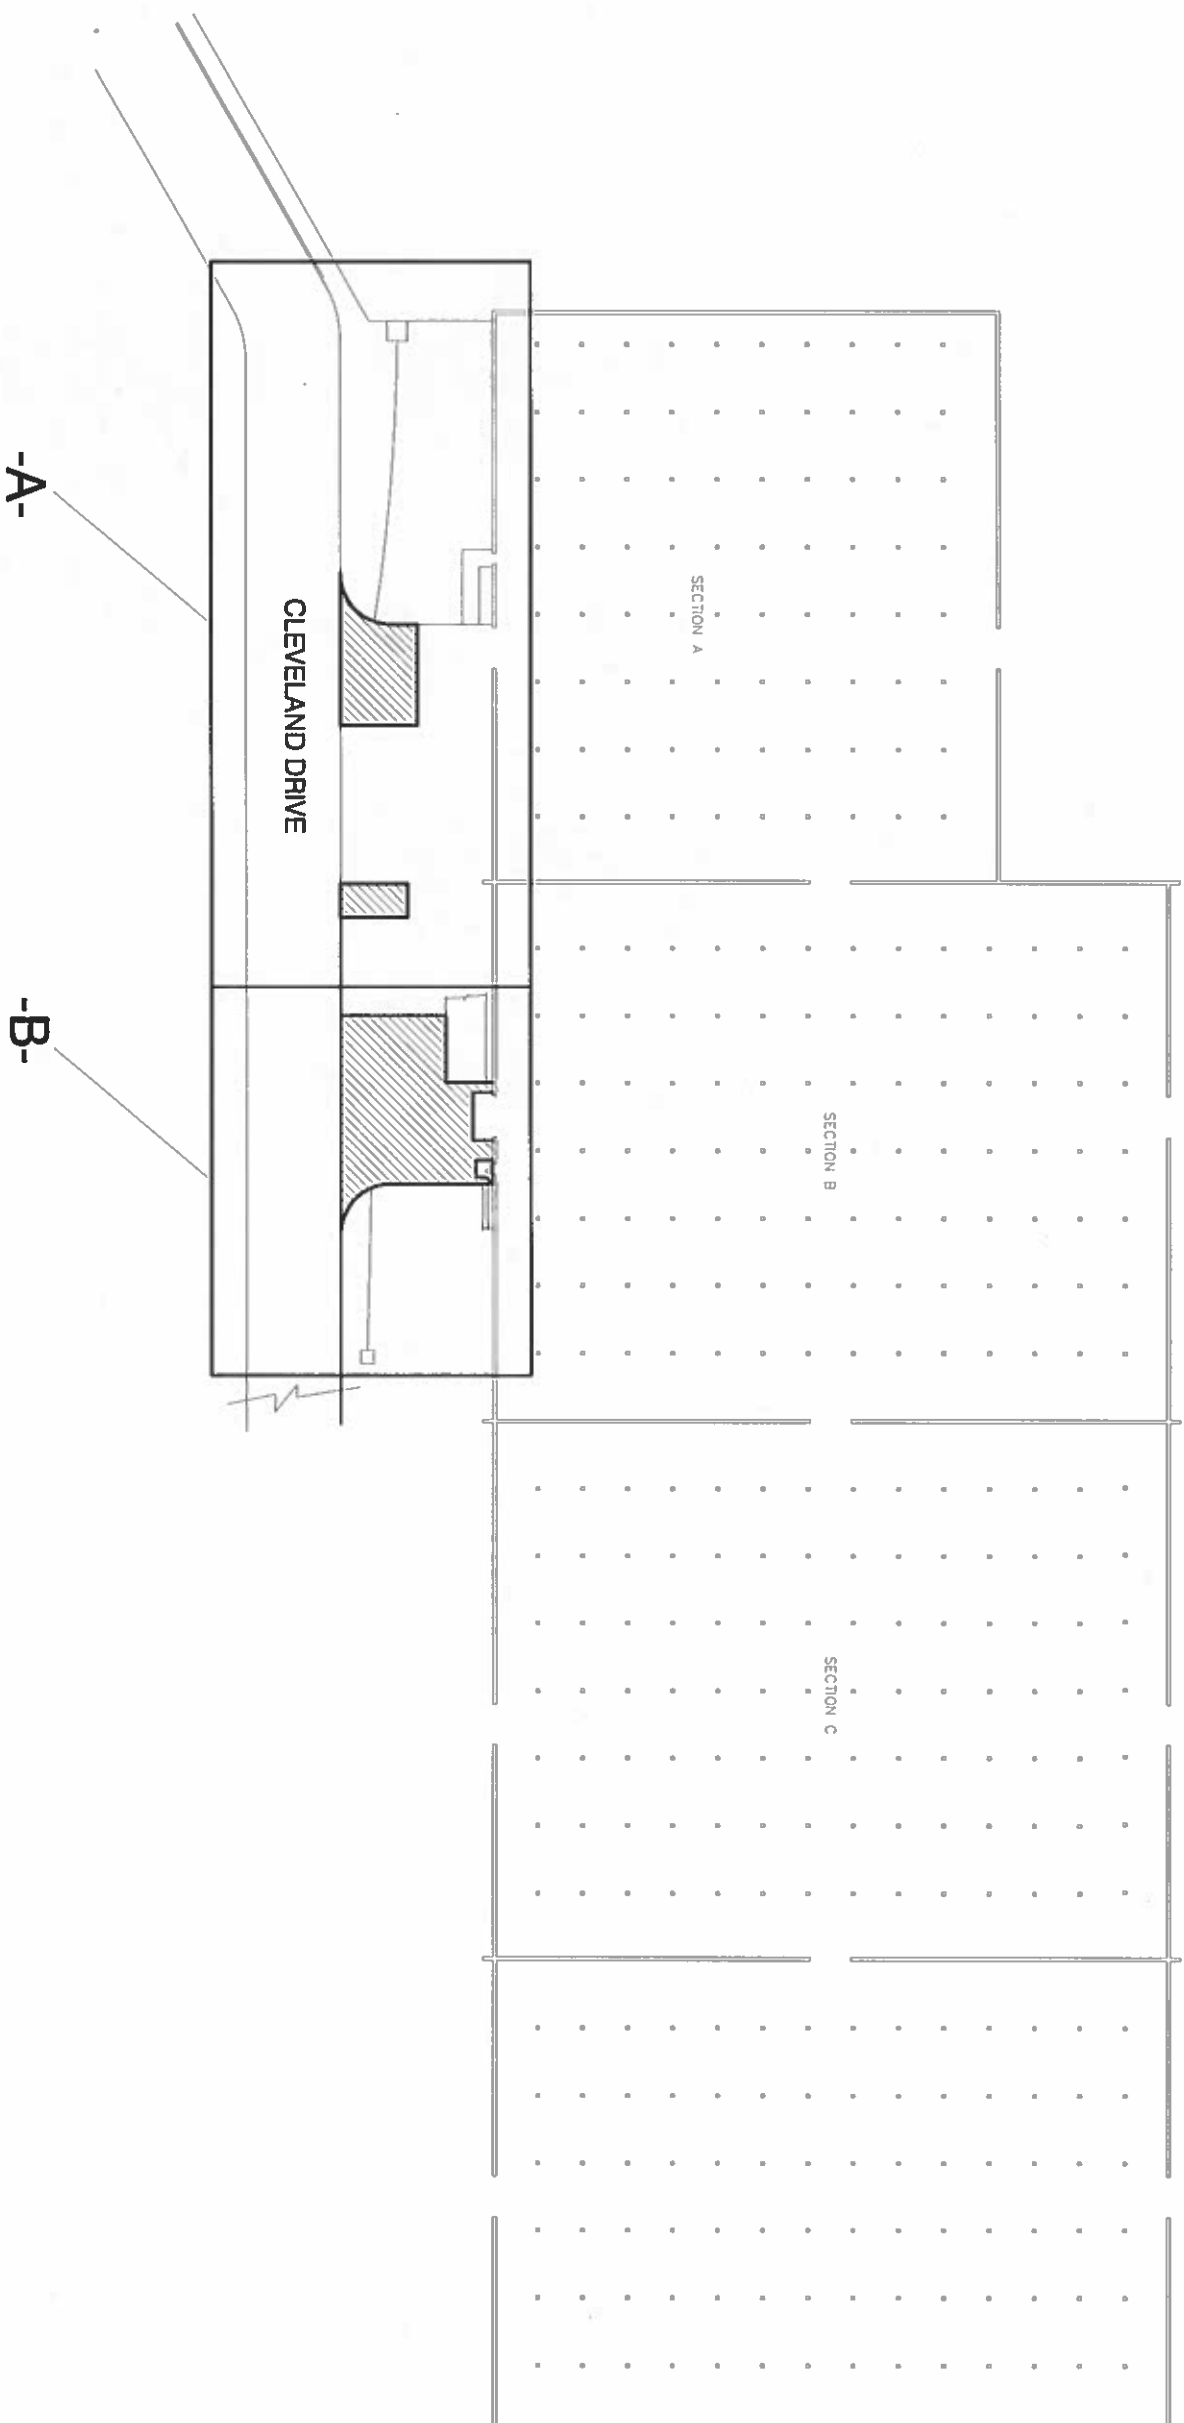 SECTION A
SECTION B
SECTION C
CLEVELAND DRIVE
-A-
-B-